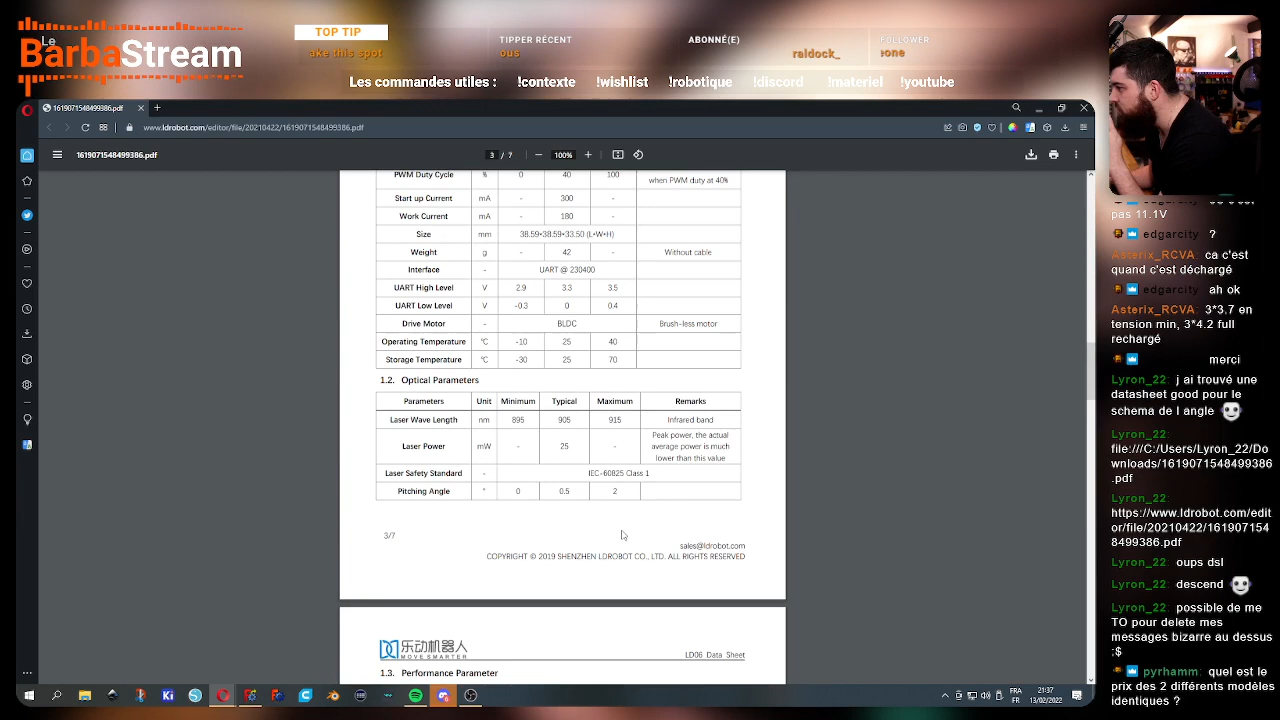 Le
BarbaStream
TOP TIP
ake this spot
TIPPER RÉCENT
ous
ABONNÉ(E)
raldock_
FOLLOWER
eone
Les commandes utiles : !contexte !wishlist !robotique !discord !materiel !youtube
1619071548499386.pdf
www.ldrobot.com/editor/file/20210422/1619071548499386.pdf
1619071548499386.pdf
3 / 7
100%
PWM Duty Cycle % 0 40 100 when PWM duty at 40%
Start up Current mA - 300 -
Work Current mA - 180 -
Size mm 38.59*38.59*33.50 (L*W*H)
Weight g - 42 - Without cable
Interface - UART @ 230400
UART High Level V 2.9 3.3 3.5
UART Low Level V -0.3 0 0.4
Drive Motor - BLDC Brush-less motor
Operating Temperature °C -10 25 40
Storage Temperature °C -30 25 70
1.2. Optical Parameters
Parameters Unit Minimum Typical Maximum Remarks
Laser Wave Length nm 895 905 915 Infrared band
Laser Power mW - 25 - Peak power, the actual
average power is much
lower than this value
Laser Safety Standard - IEC-60825 Class 1
Pitching Angle ° 0 0.5 2
3/7
sales@ldrobot.com
COPYRIGHT © 2019 SHENZHEN LDROBOT CO., LTD. ALL RIGHTS RESERVED
乐动机器人
MOVE SMARTER
LD06 Data Sheet
1.3. Performance Parameter
Ki
FRA
FR
21:37
13/02/2022
pas 11.1V
edgarcity ?
Asterix_RCVA: ca c'est
quand c'est déchargé
edgarcity: ah ok
Asterix_RCVA: 3*3.7 en
tension min, 3*4.2 full
rechargé
merci
Lyron_22: j ai trouvé une
datasheet good pour le
schema de l angle
Lyron_22:
file:///C:/Users/Lyron_22/Do
wnloads/1619071548499386
.pdf
Lyron_22:
https://www.ldrobot.com/edit
or/file/20210422/161907154
8499386.pdf
Lyron_22: oups dsl
Lyron_22: descend
Lyron_22: possible de me
TO pour delete mes
messages bizarre au dessus
:$
pyrhamm: quel est le
prix des 2 différents modèles
identiques ?